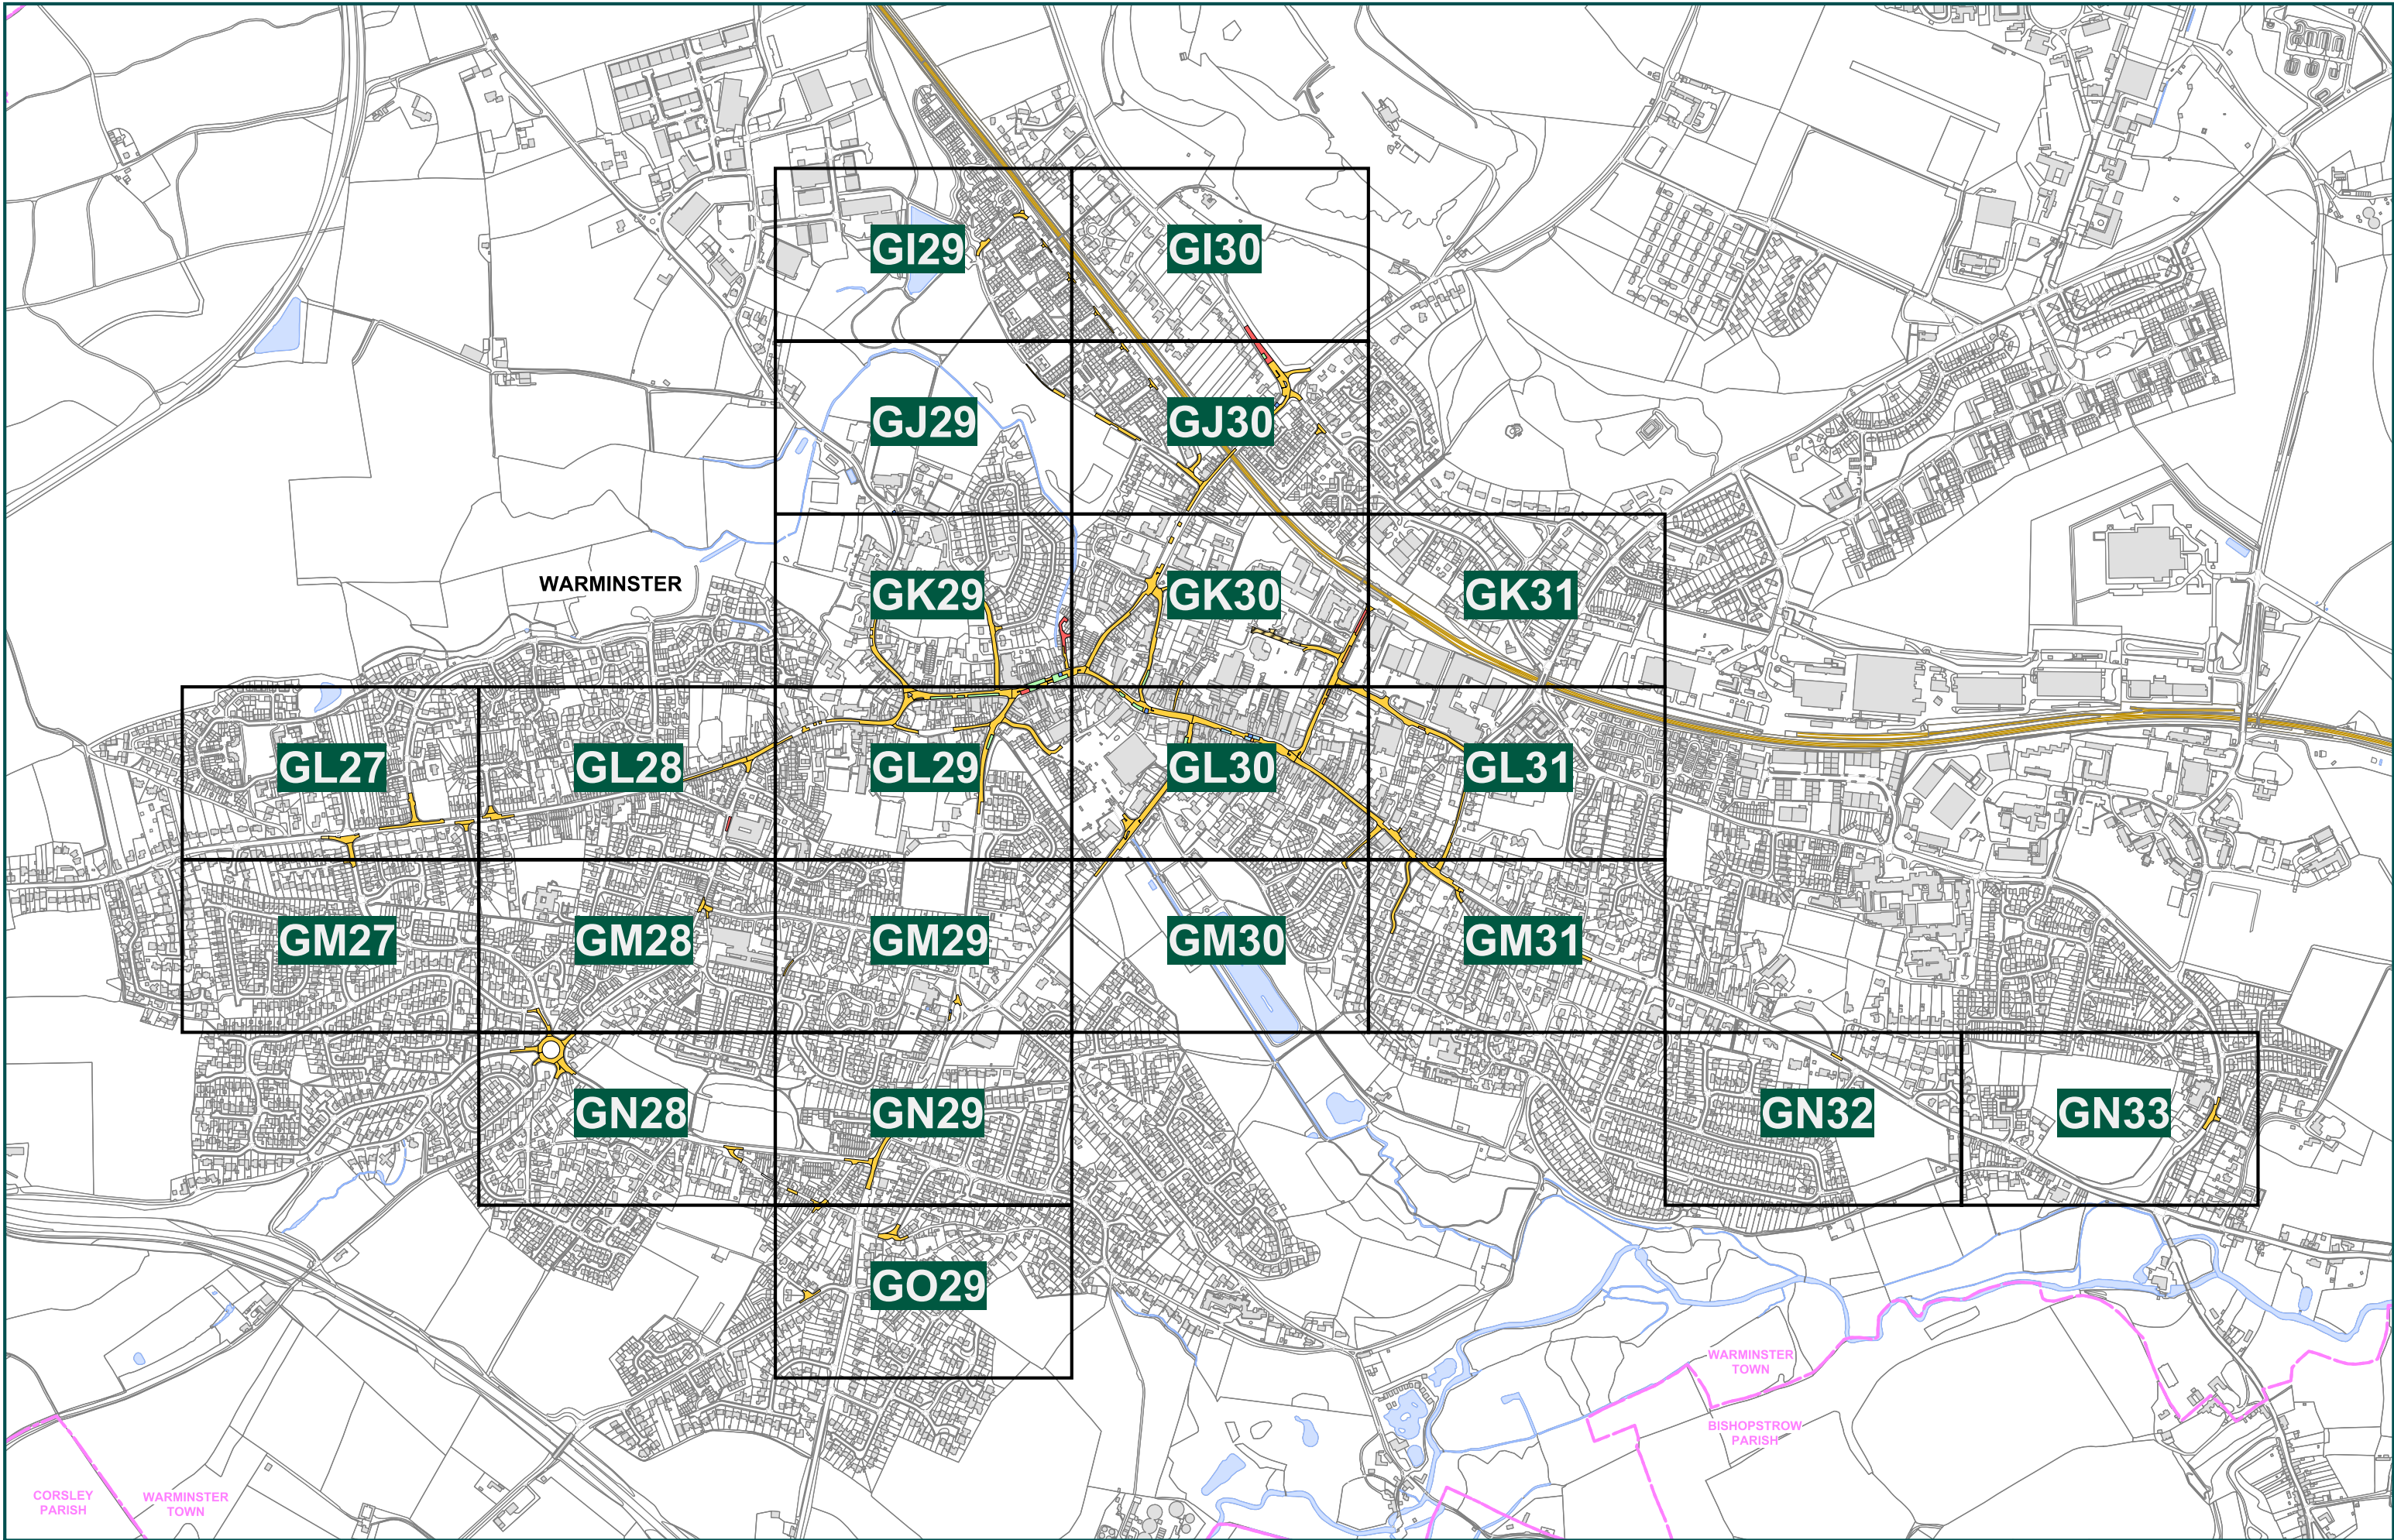 GI29
GI30
GJ29
GJ30
WARMINSTER
GK29
GK30
GK31
GL27
GL28
GL29
GL30
GL31
GM27
GM28
GM29
GM30
GM31
GN28
GN29
GN32
GN33
GO29
WARMINSTER
TOWN
BISHOPSTROW
PARISH
CORSLEY
PARISH
WARMINSTER
TOWN